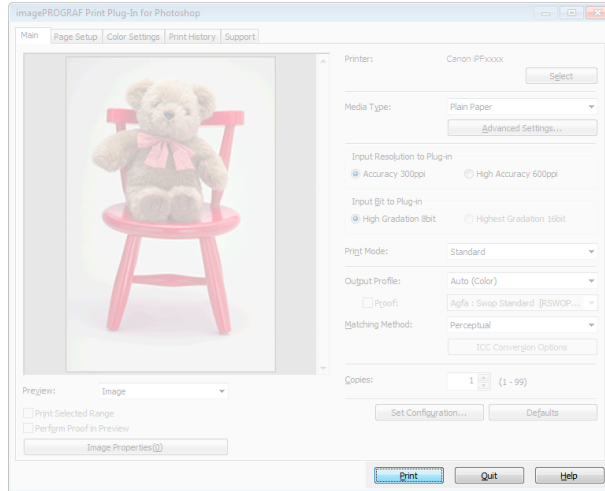 imagePROGRAF Print Plug-In for Photoshop
Main Page Setup Color Settings Print History Support
Printer: Canon iPFxxxx
Select
Media Type: Plain Paper
Advanced Settings...
Input Resolution to Plug-in
Accuracy 300ppi High Accuracy 600ppi
Input Bit to Plug-in
High Gradation 8bit Highest Gradation 16bit
Print Mode: Standard
Output Profile: Auto (Color)
Proof: Agfa : Swop Standard [RSWOP...
Matching Method: Perceptual
ICC Conversion Options
Copies: 1 (1 - 99)
Preview: Image
Print Selected Range
Perform Proof in Preview
Image Properties(0)
Set Configuration... Defaults
Print Quit Help